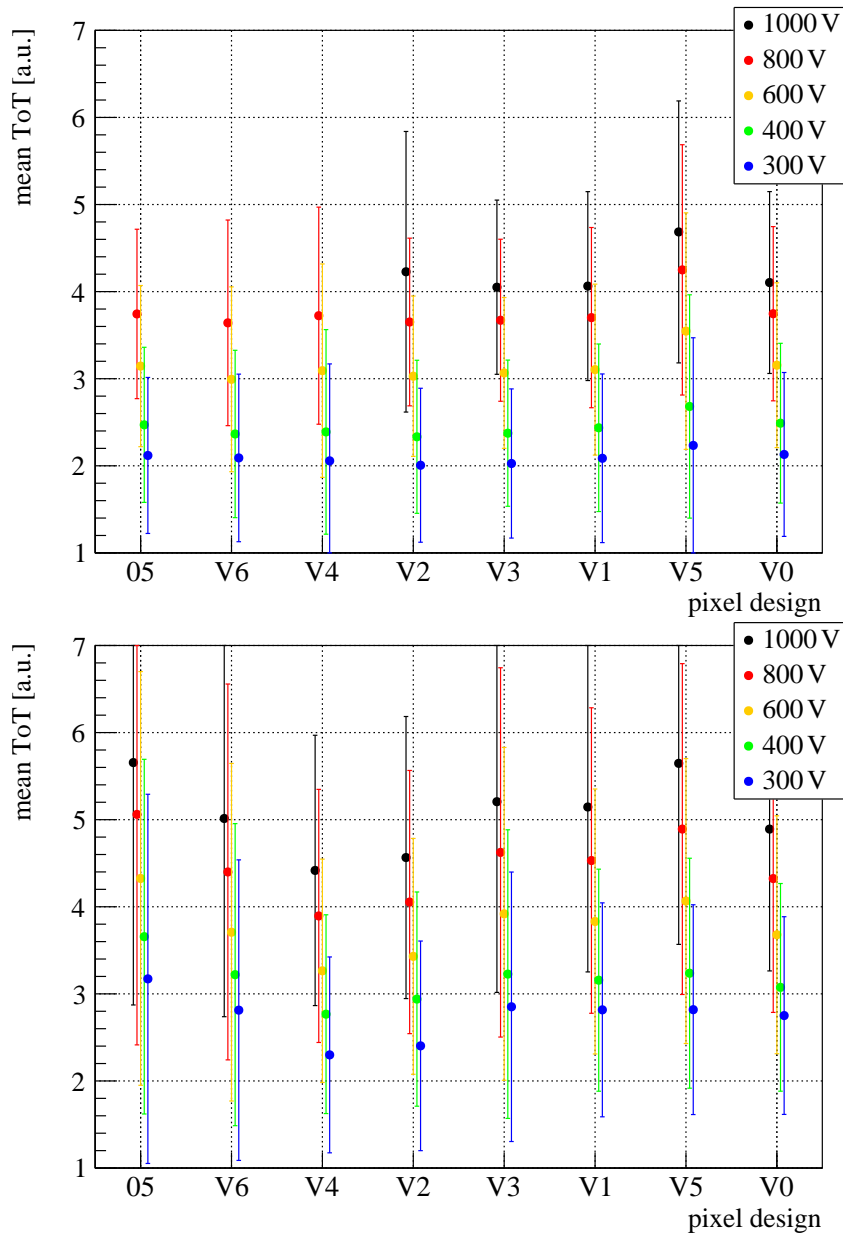 mean ToT [a.u.]
7
6
5
4
3
2
1
1000 V
800 V
600 V
400 V
300 V
05 V6 V4 V2 V3 V1 V5 V0
pixel design
mean ToT [a.u.]
7
6
5
4
3
2
1
1000 V
800 V
600 V
400 V
300 V
05 V6 V4 V2 V3 V1 V5 V0
pixel design